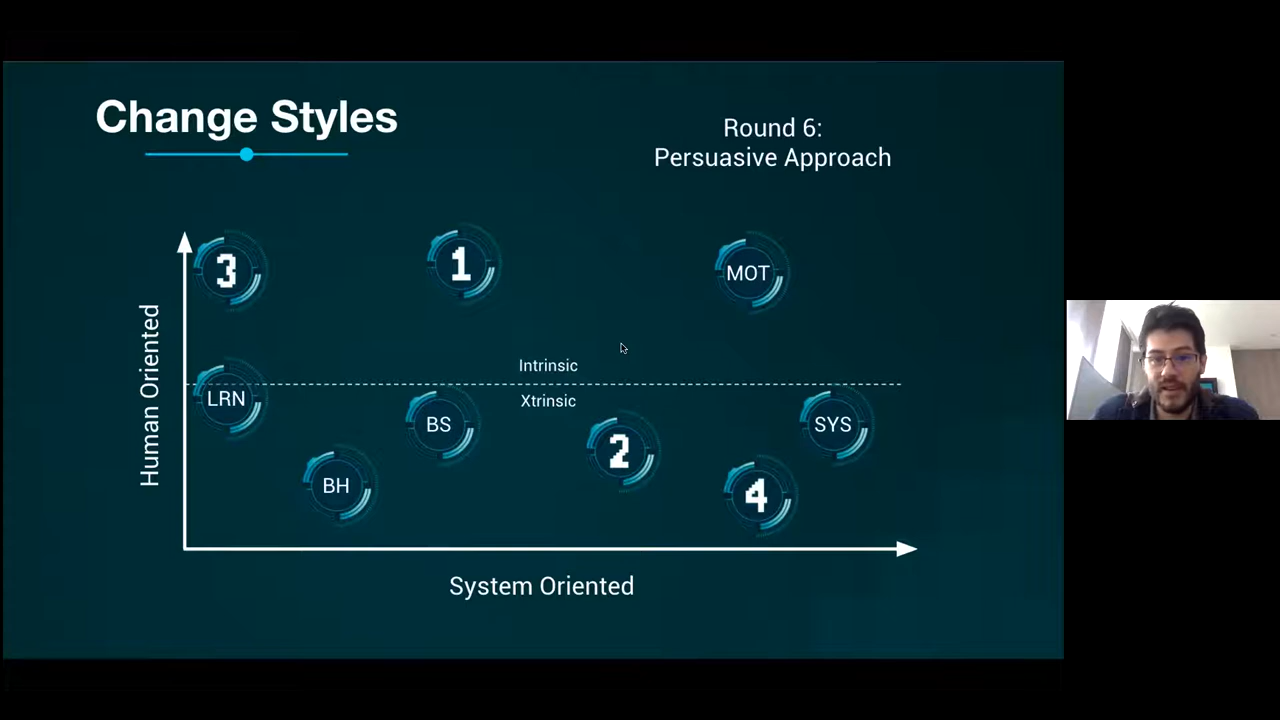 Change Styles
Round 6:
Persuasive Approach
3
1
MOT
Human Oriented
Intrinsic
LRN
Xtrinsic
BS
SYS
2
BH
4
System Oriented